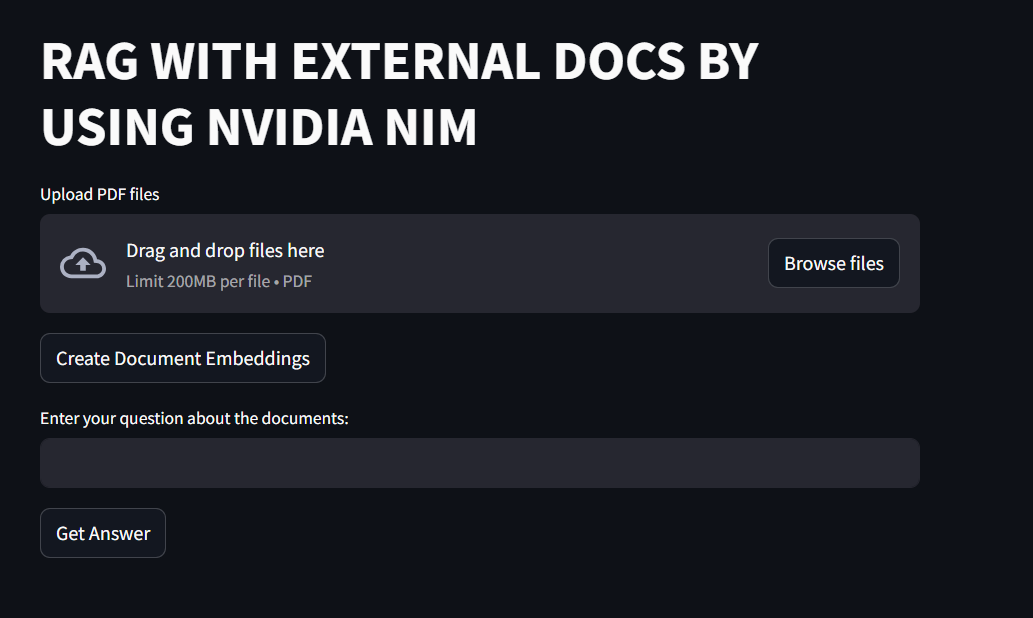 RAG WITH EXTERNAL DOCS BY
USING NVIDIA NIM
Upload PDF files
Drag and drop files here
Limit 200MB per file • PDF
Browse files
Create Document Embeddings
Enter your question about the documents:
Get Answer